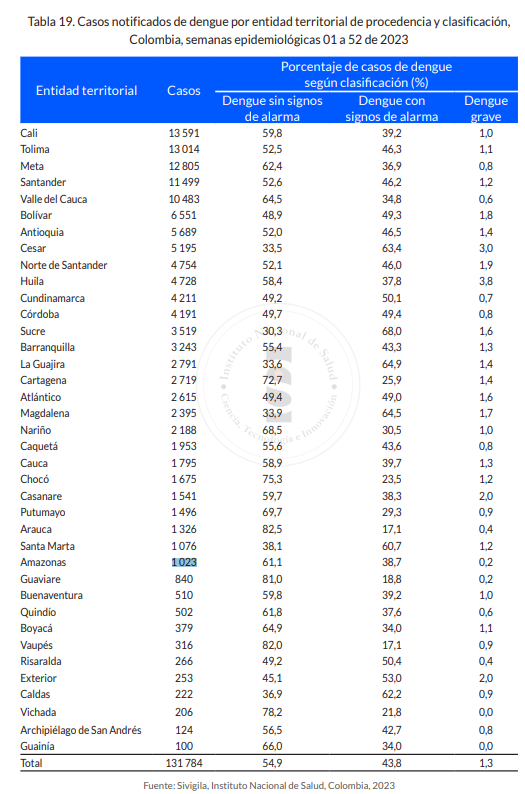 Tabla 19. Casos notificados de dengue por entidad territorial de procedencia y clasificación,
Colombia, semanas epidemiológicas 01 a 52 de 2023
Entidad territorial Casos Porcentaje de casos de dengue
según clasificación (%)
Dengue sin signos
de alarma Dengue con
signos de alarma Dengue
grave
Cali 13 591 59,8 39,2 1,0
Tolima 13 014 52,5 46,3 1,1
Meta 12 805 62,4 36,9 0,8
Santander 11 499 52,6 46,2 1,2
Valle del Cauca 10 483 64,5 34,8 0,6
Bolívar 6 551 48,9 49,3 1,8
Antioquia 5 689 52,0 46,5 1,4
Cesar 5 195 33,5 63,4 3,0
Norte de Santander 4 754 52,1 46,0 1,9
Huila 4 728 58,4 37,8 3,8
Cundinamarca 4 211 49,2 50,1 0,7
Córdoba 4 191 49,7 49,4 0,8
Sucre 3 519 30,3 68,0 1,6
Barranquilla 3 243 55,4 43,3 1,3
La Guajira 2 791 33,6 64,9 1,4
Cartagena 2 719 72,7 25,9 1,4
Atlántico 2 615 49,4 49,0 1,6
Magdalena 2 395 33,9 64,5 1,7
Nariño 2 188 68,5 30,5 1,0
Caquetá 1 953 55,6 43,6 0,8
Cauca 1 795 58,9 39,7 1,3
Chocó 1 675 75,3 23,5 1,2
Casanare 1 541 59,7 38,3 2,0
Putumayo 1 496 69,7 29,3 0,9
Arauca 1 326 82,5 17,1 0,4
Santa Marta 1 076 38,1 60,7 1,2
Amazonas 1 023 61,1 38,7 0,2
Guaviare 840 81,0 18,8 0,2
Buenaventura 510 59,8 39,2 1,0
Quindío 502 61,8 37,6 0,6
Boyacá 379 64,9 34,0 1,1
Vaupés 316 82,0 17,1 0,9
Risaralda 266 49,2 50,4 0,4
Exterior 253 45,1 53,0 2,0
Caldas 222 36,9 62,2 0,9
Vichada 206 78,2 21,8 0,0
Archipiélago de San Andrés 124 56,5 42,7 0,8
Guainía 100 66,0 34,0 0,0
Total 131 784 54,9 43,8 1,3
Fuente: Sivigila, Instituto Nacional de Salud, Colombia, 2023
Instituto Nacional de Salud
Ciencia, Tecnología e Innovación